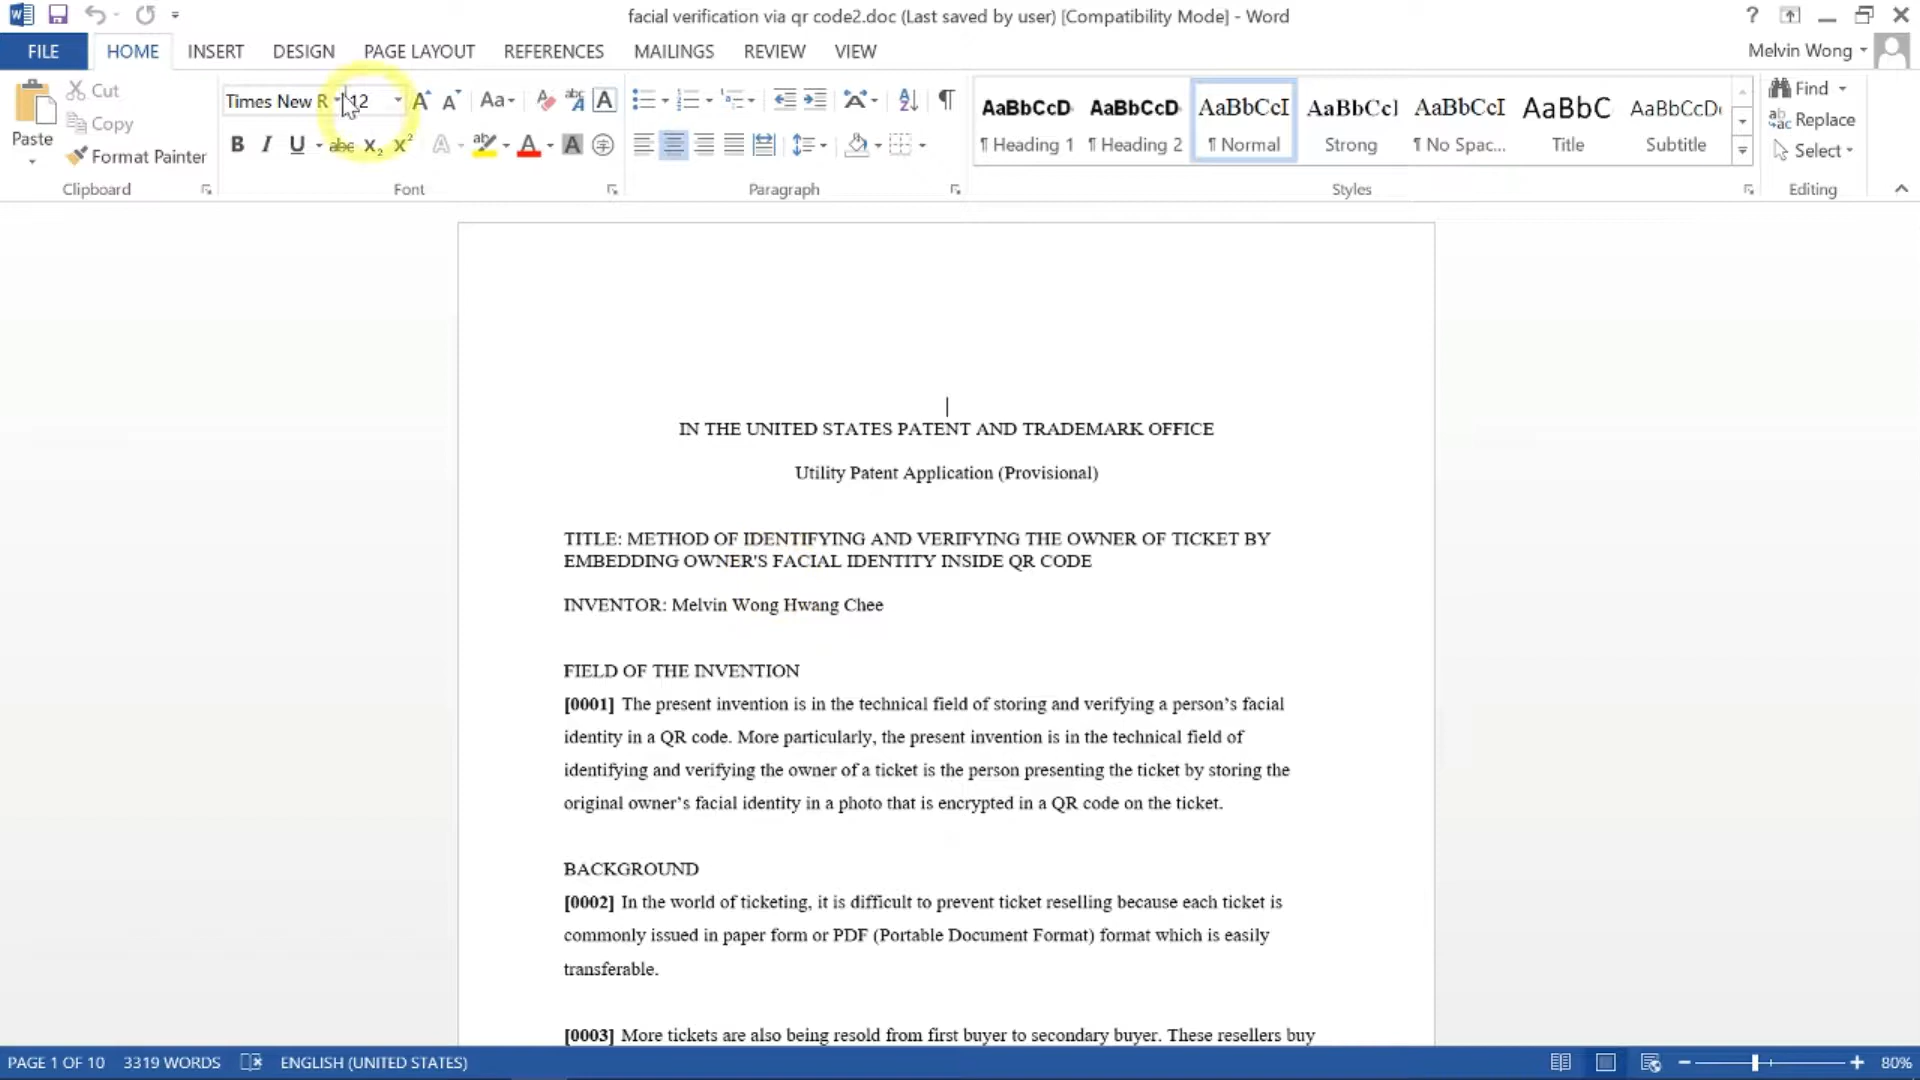 facial verification via qr code2.doc (Last saved by user) [Compatibility Mode] - Word
FILE HOME INSERT DESIGN PAGE LAYOUT REFERENCES MAILINGS REVIEW VIEW Melvin Wong
Cut
Copy
Paste
Format Painter
Clipboard
Times New R 12
Aa
Font
Paragraph
AaBbCcD AaBbCcD AaBbCcI AaBbCcl AaBbCcI AaBbC AaBbCcD
¶ Heading 1 ¶ Heading 2 ¶ Normal Strong ¶ No Spac... Title Subtitle
Styles
Find
Replace
Select
Editing
IN THE UNITED STATES PATENT AND TRADEMARK OFFICE
Utility Patent Application (Provisional)
TITLE: METHOD OF IDENTIFYING AND VERIFYING THE OWNER OF TICKET BY
EMBEDDING OWNER'S FACIAL IDENTITY INSIDE QR CODE
INVENTOR: Melvin Wong Hwang Chee
FIELD OF THE INVENTION
[0001] The present invention is in the technical field of storing and verifying a person’s facial
identity in a QR code. More particularly, the present invention is in the technical field of
identifying and verifying the owner of a ticket is the person presenting the ticket by storing the
original owner’s facial identity in a photo that is encrypted in a QR code on the ticket.
BACKGROUND
[0002] In the world of ticketing, it is difficult to prevent ticket reselling because each ticket is
commonly issued in paper form or PDF (Portable Document Format) format which is easily
transferable.
[0003] More tickets are also being resold from first buyer to secondary buyer. These resellers buy
PAGE 1 OF 10 3319 WORDS ENGLISH (UNITED STATES) 80%